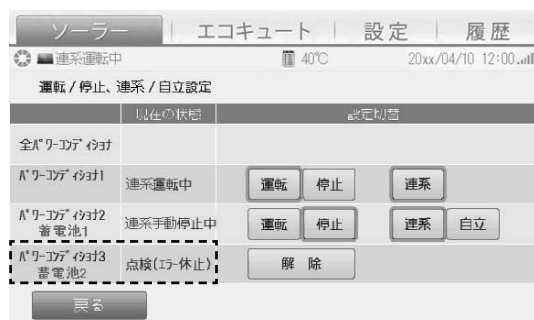 ソーラー エコキュート 設定 履歴
連系運転中 40℃ 20xx/04/10 12:00
運転/停止、連系/自立設定
現在の状態 設定切替
全パワーコンディショナ
パワーコンディショナ1 連系運転中 運転 停止 連系
パワーコンディショナ2 連系手動停止中 運転 停止 連系 自立
蓄電池1
パワーコンディショナ3 点検(エラー休止) 解 除
蓄電池2
戻る